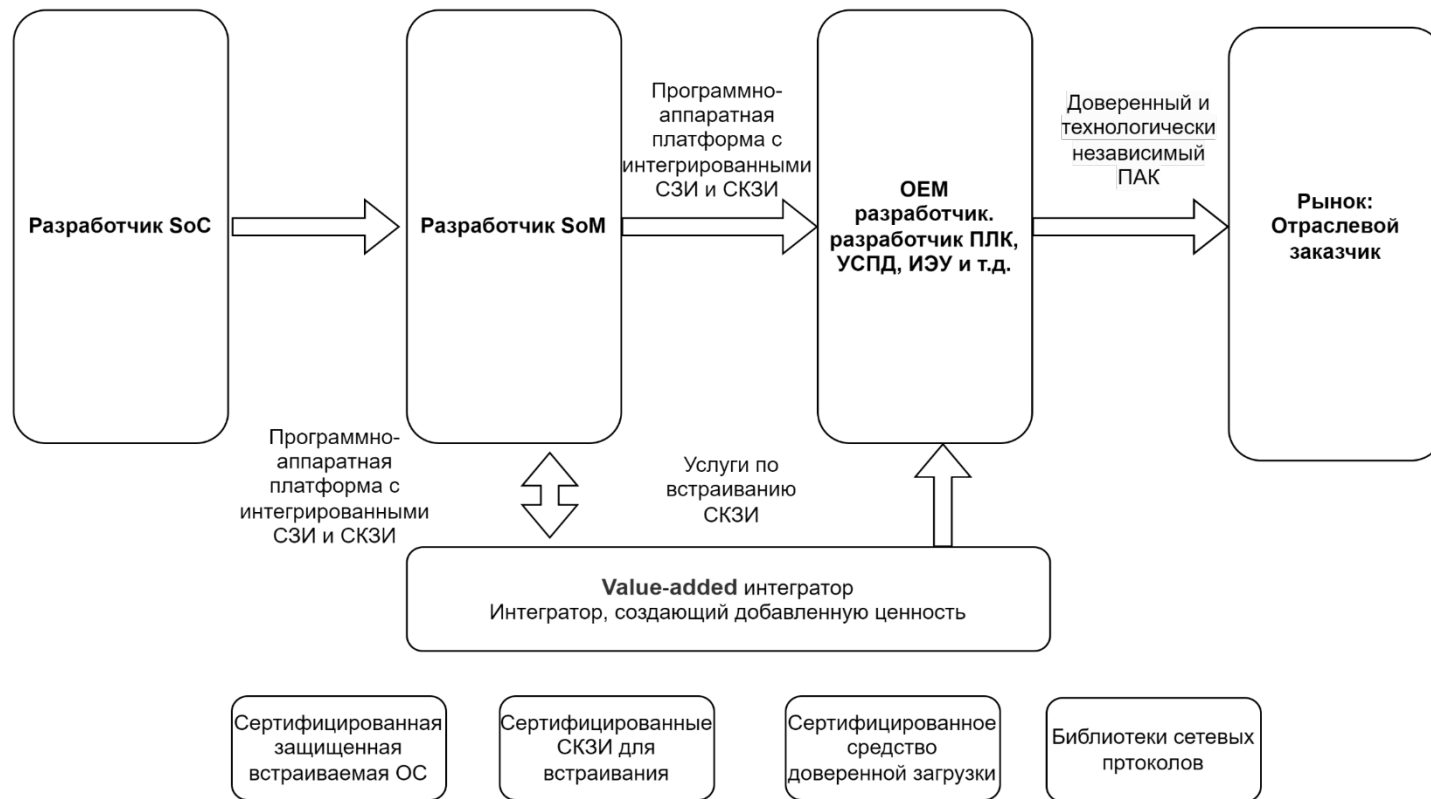 Разработчик SoC
Разработчик SoM
Программно-
аппаратная
платформа с
интегрированными
СЗИ и СКЗИ
OEM
разработчик.
разработчик ПЛК,
УСПД, ИЭУ и т.д.
Доверенный и
технологически
независимый
ПАК
Рынок:
Отраслевой
заказчик
Программно-
аппаратная
платформа с
интегрированными
СЗИ и СКЗИ
Услуги по
встраиванию
СКЗИ
Value-added интегратор
Интегратор, создающий добавленную ценность
Сертифицированная
защищенная
встраиваемая ОС
Сертифицированные
СКЗИ для
встраивания
Сертифицированное
средство
доверенной загрузки
Библиотеки сетевых
пртоколов